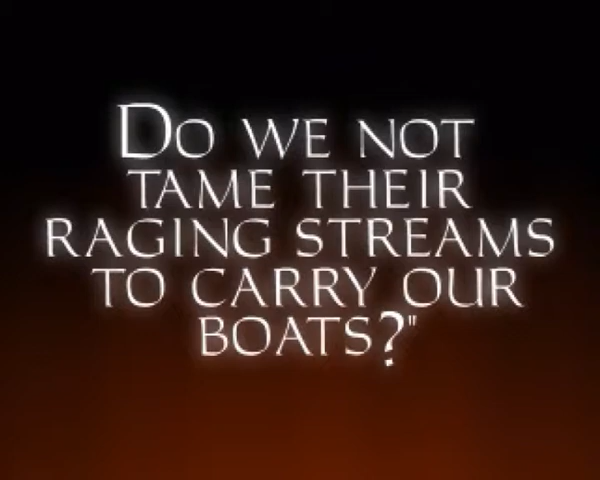 Do we not
tame their
raging streams
to carry our
boats?"